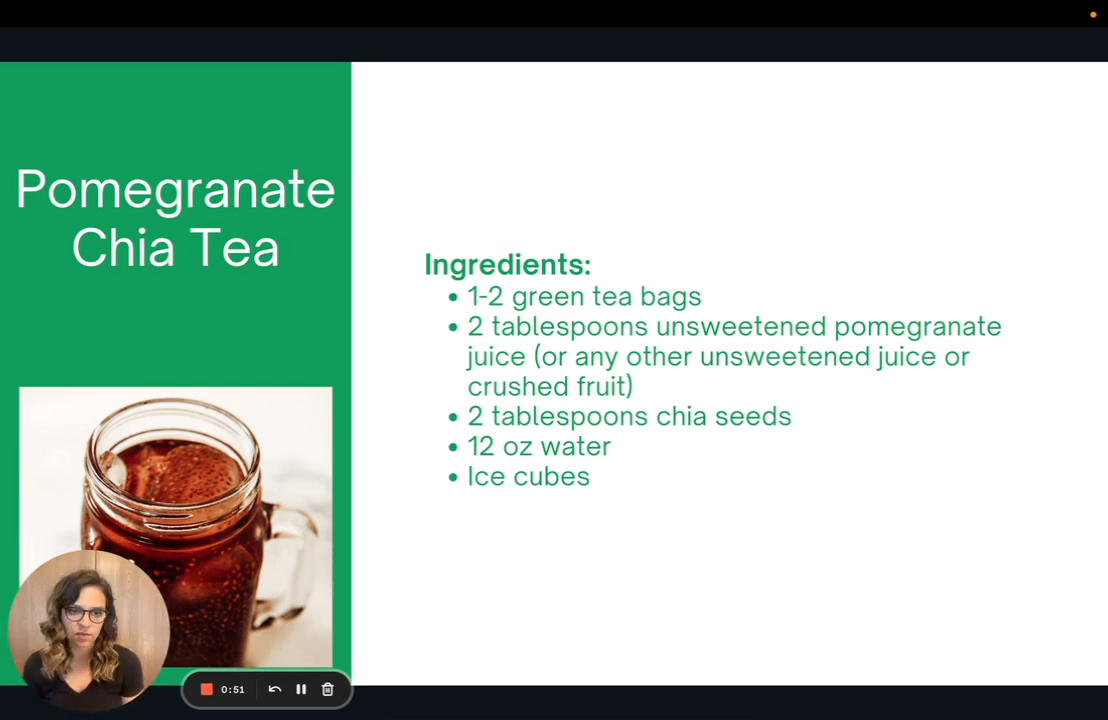 Pomegranate
Chia Tea
Ingredients:
• 1-2 green tea bags
• 2 tablespoons unsweetened pomegranate
juice (or any other unsweetened juice or
crushed fruit)
• 2 tablespoons chia seeds
• 12 oz water
• Ice cubes
0:51